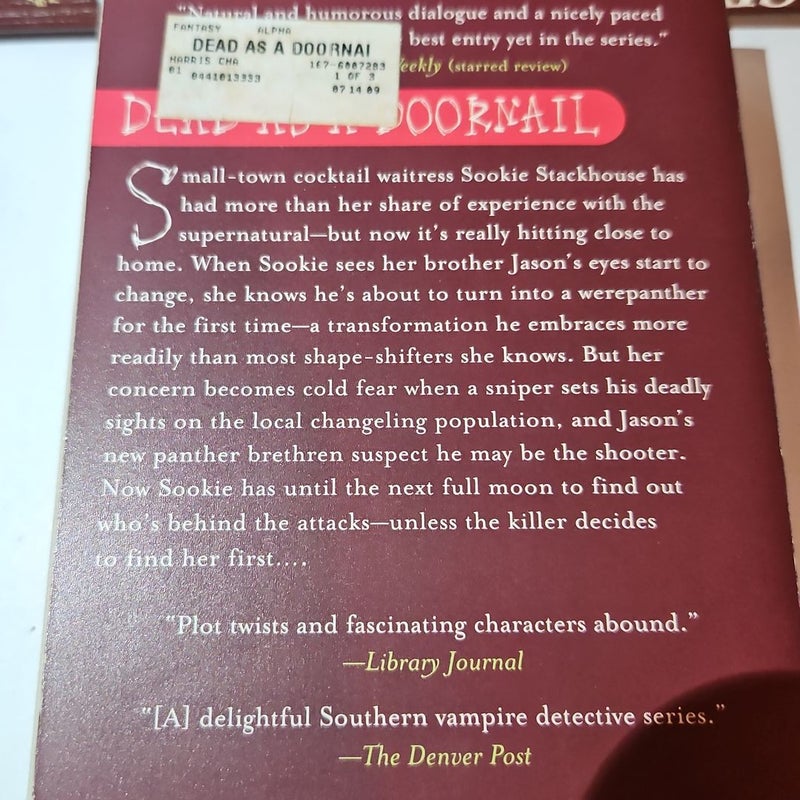 "Natural and humorous dialogue and a nicely paced
best entry yet in the series."
Weekly (starred review)
FANTASY ALPHA
DEAD AS A DOORNAI
HARRIS CHA 167-6007203
01 0441013333 1 OF 3
07 14 09
DEAD AS A DOORNAIL
Small-town cocktail waitress Sookie Stackhouse has
had more than her share of experience with the
supernatural—but now it's really hitting close to
home. When Sookie sees her brother Jason's eyes start to
change, she knows he's about to turn into a werepanther
for the first time—a transformation he embraces more
readily than most shape-shifters she knows. But her
concern becomes cold fear when a sniper sets his deadly
sights on the local changeling population, and Jason's
new panther brethren suspect he may be the shooter.
Now Sookie has until the next full moon to find out
who's behind the attacks—unless the killer decides
to find her first....
"Plot twists and fascinating characters abound."
—Library Journal
"[A] delightful Southern vampire detective series."
—The Denver Post